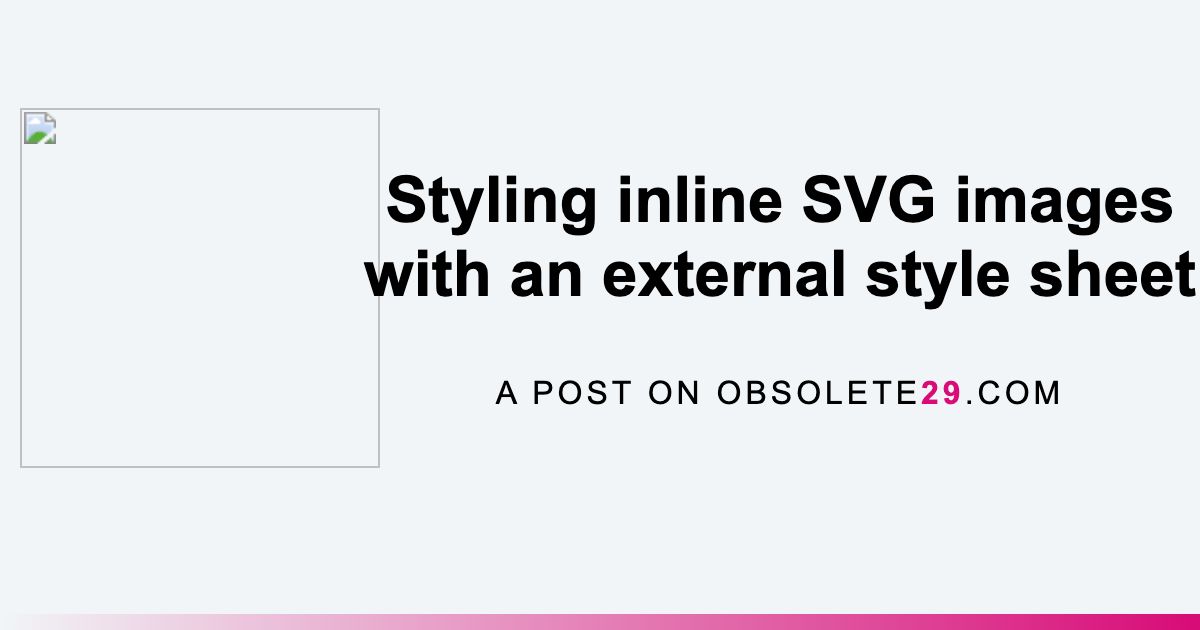 Styling inline SVG images
with an external style sheet
A POST ON OBSOLETE29.COM